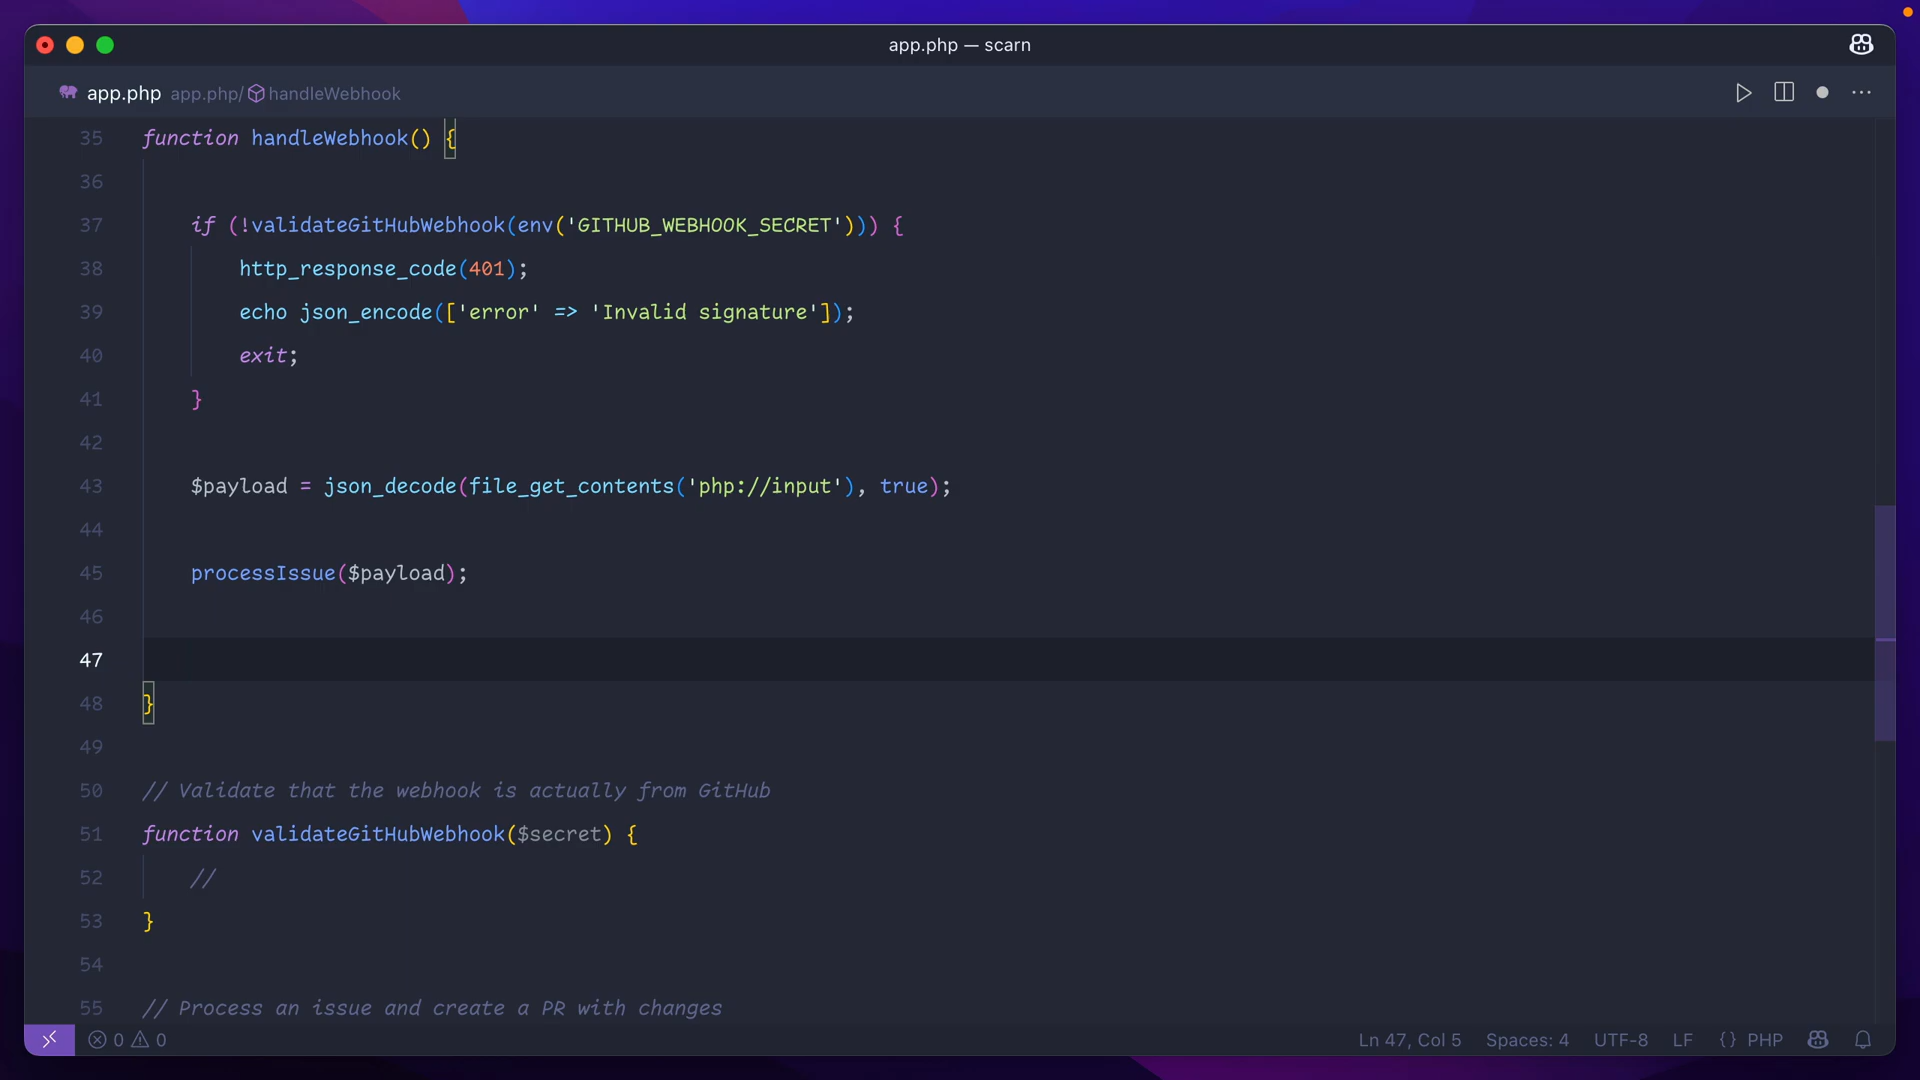 app.php — scarn
app.php app.php/ handleWebhook
35 function handleWebhook() {
36
37 if (!validateGitHubWebhook(env('GITHUB_WEBHOOK_SECRET'))) {
38 http_response_code(401);
39 echo json_encode(['error' => 'Invalid signature']);
40 exit;
41 }
42
43 $payload = json_decode(file_get_contents('php://input'), true);
44
45 processIssue($payload);
46
47
48 }
49
50 // Validate that the webhook is actually from GitHub
51 function validateGitHubWebhook($secret) {
52 //
53 }
54
55 // Process an issue and create a PR with changes
0 0 Ln 47, Col 5 Spaces: 4 UTF-8 LF {} PHP